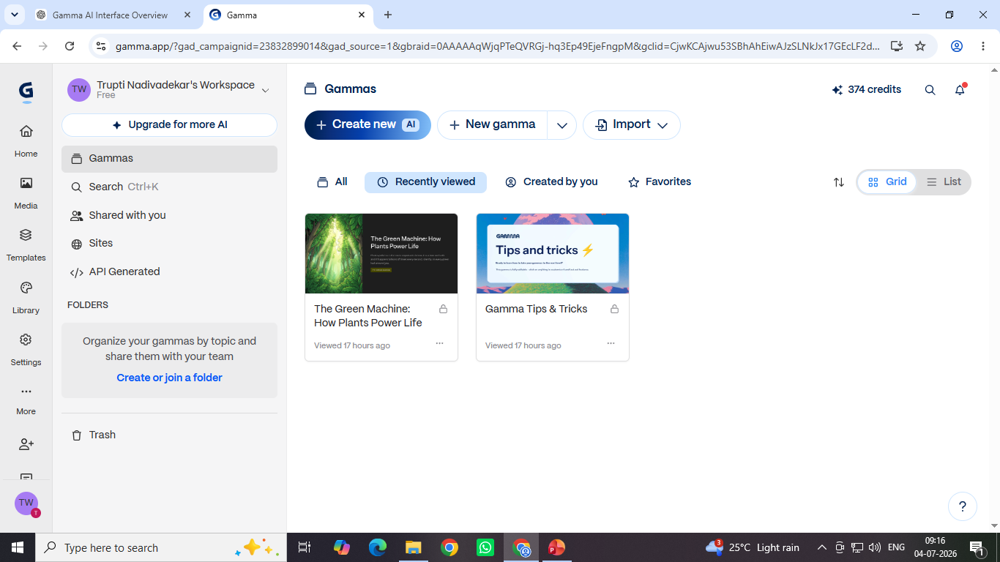 Gamma AI Interface Overview
Gamma
gamma.app/?gad_campaignid=23832899014&gad_source=1&gbraid=0AAAAAqWjqPTeQVRGj-hq3Ep49EjeFngpM&gclid=CjwKCAjwu53SBhAhEiwAJzSLNkJx17GEcLF2d...
TW
Trupti Nadivadekar's Workspace
Free
Upgrade for more AI
Home
Media
Templates
Library
Settings
More
TW
T
Gammas
Search Ctrl+K
Shared with you
Sites
API Generated
FOLDERS
Organize your gammas by topic and
share them with your team
Create or join a folder
Trash
Gammas
374 credits
+ Create new AI
+ New gamma
Import
All
Recently viewed
Created by you
Favorites
Grid
List
The Green Machine: How
Plants Power Life
The Green Machine:
How Plants Power Life
Viewed 17 hours ago
GAMMA
Tips and tricks ⚡
Gamma Tips & Tricks
Viewed 17 hours ago
?
Type here to search
3
25°C Light rain
ENG
09:16
04-07-2026
1